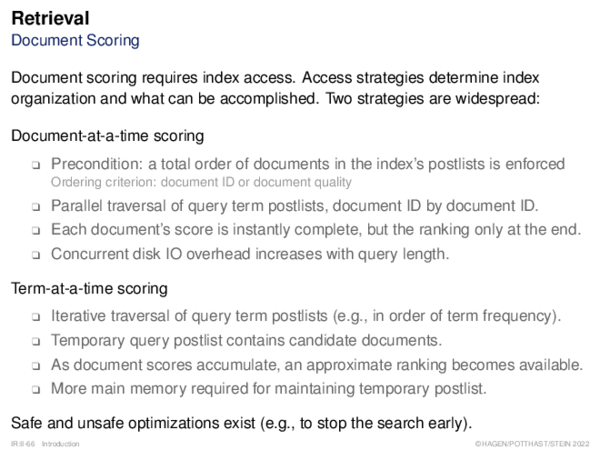 Retrieval
Document Scoring
Document scoring requires index access. Access strategies determine index
organization and what can be accomplished. Two strategies are widespread:
Document-at-a-time scoring
❑ Precondition: a total order of documents in the index's postlists is enforced
Ordering criterion: document ID or document quality
❑ Parallel traversal of query term postlists, document ID by document ID.
❑ Each document's score is instantly complete, but the ranking only at the end.
❑ Concurrent disk IO overhead increases with query length.
Term-at-a-time scoring
❑ Iterative traversal of query term postlists (e.g., in order of term frequency).
❑ Temporary query postlist contains candidate documents.
❑ As document scores accumulate, an approximate ranking becomes available.
❑ More main memory required for maintaining temporary postlist.
Safe and unsafe optimizations exist (e.g., to stop the search early).
IR:II-66 Introduction ©HAGEN/POTTHAST/STEIN 2022